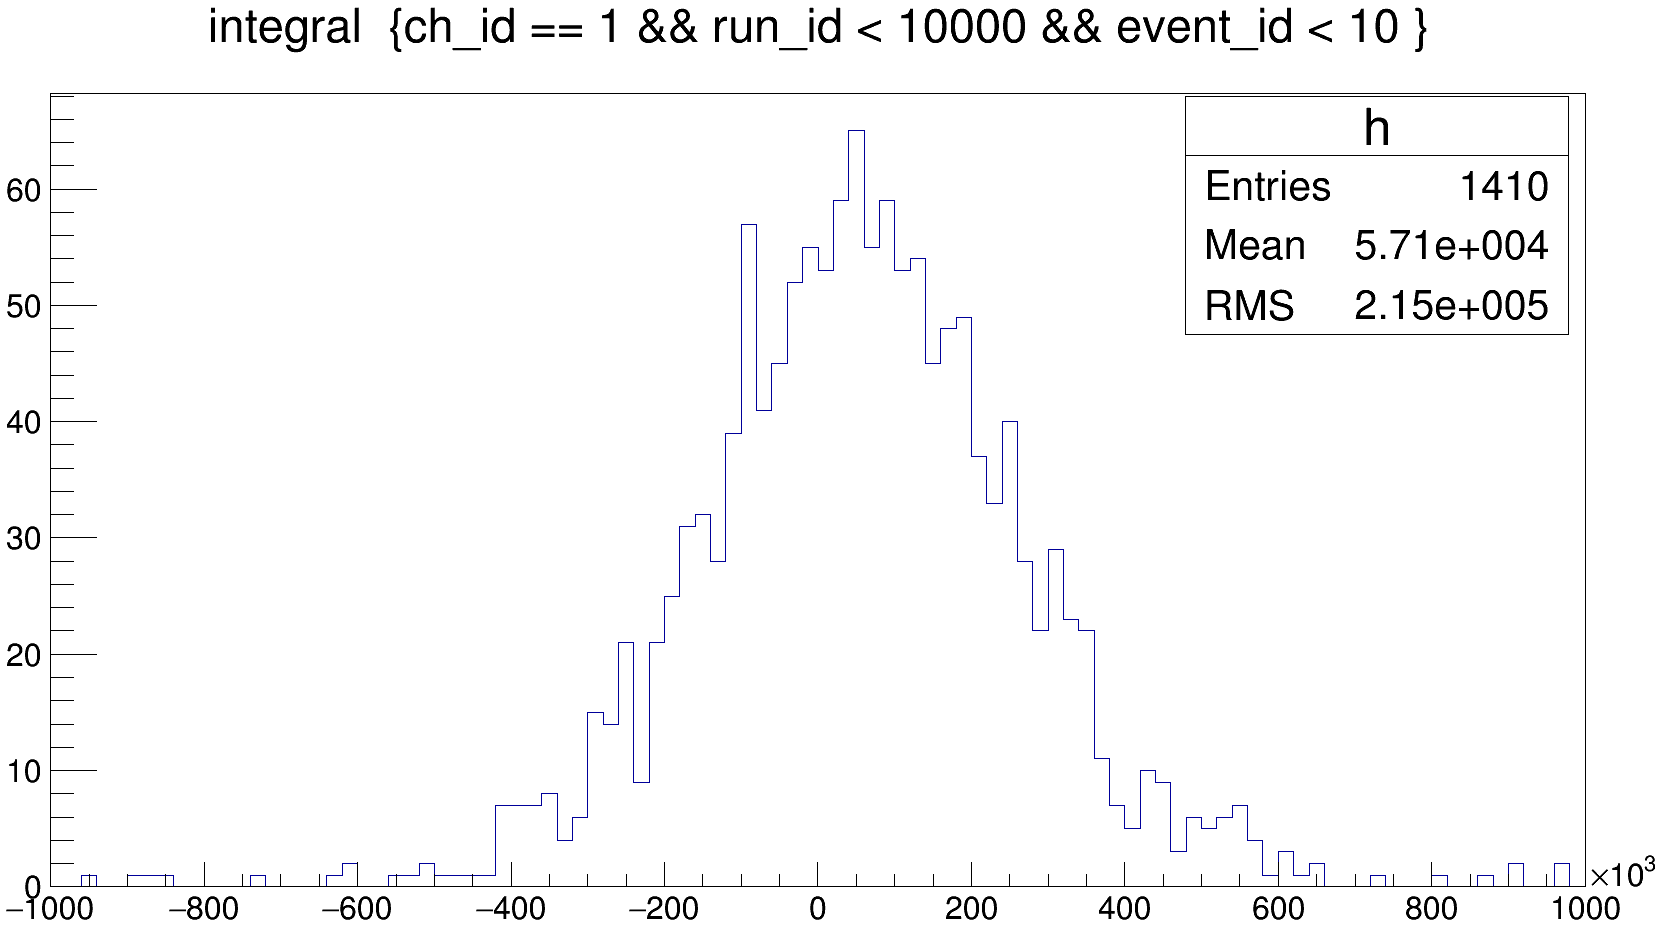 integral {ch_id == 1 && run_id < 10000 && event_id < 10 }
h
Entries 1410
Mean 5.71e+004
RMS 2.15e+005
60
50
40
30
20
10
0
−1000 −800 −600 −400 −200 0 200 400 600 800 1000 ×10³